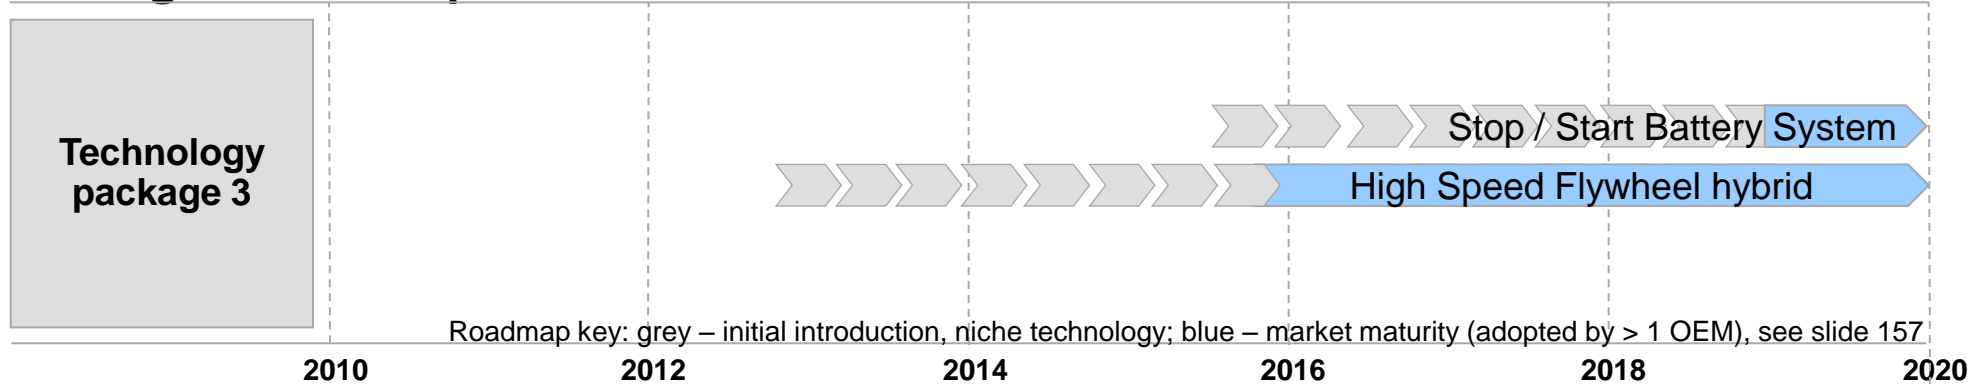 Technology
package 3
Stop / Start Battery System
High Speed Flywheel hybrid
Roadmap key: grey – initial introduction, niche technology; blue – market maturity (adopted by > 1 OEM), see slide 157
2010 2012 2014 2016 2018 2020